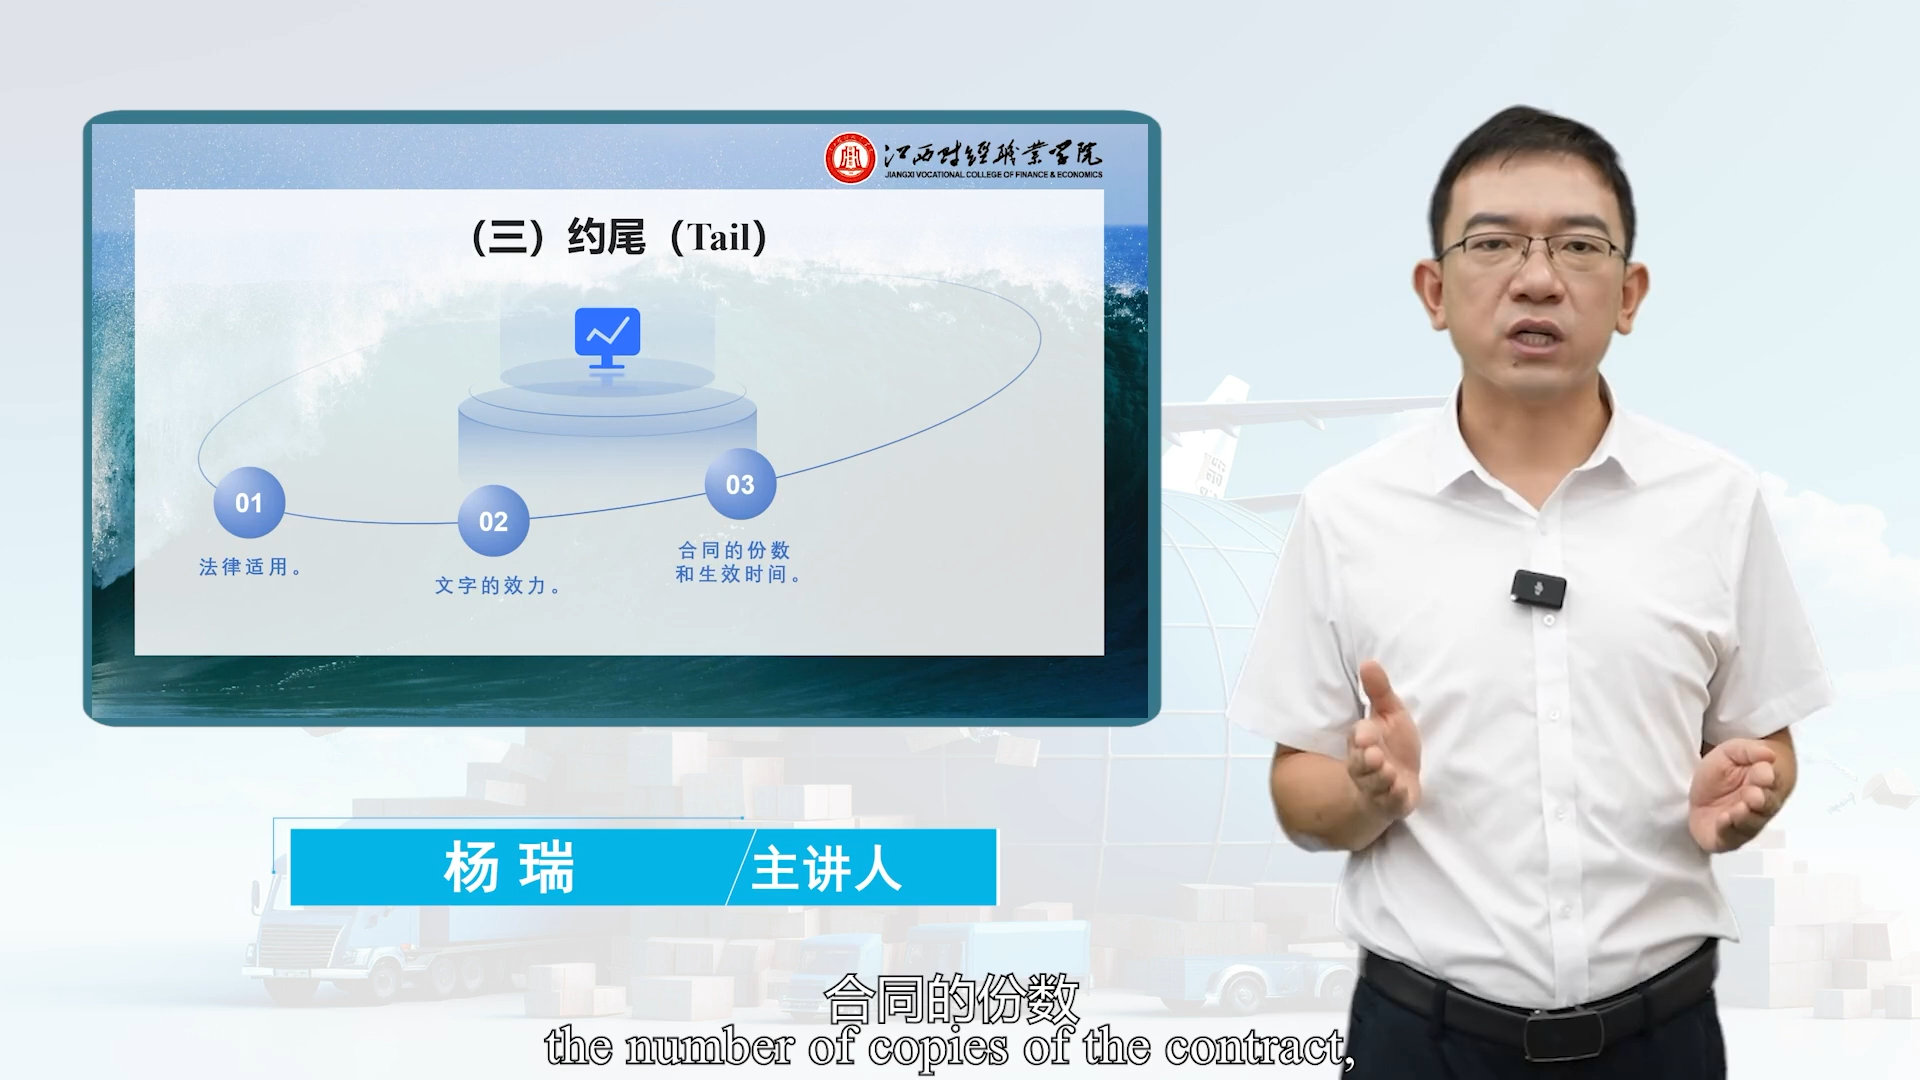 江西财经职业学院
JIANGXI VOCATIONAL COLLEGE OF FINANCE & ECONOMICS
（三）约尾（Tail）
01
02
03
法律适用。
文字的效力。
合同的份数
和生效时间。
杨瑞
主讲人
合同的份数
the number of copies of the contract,